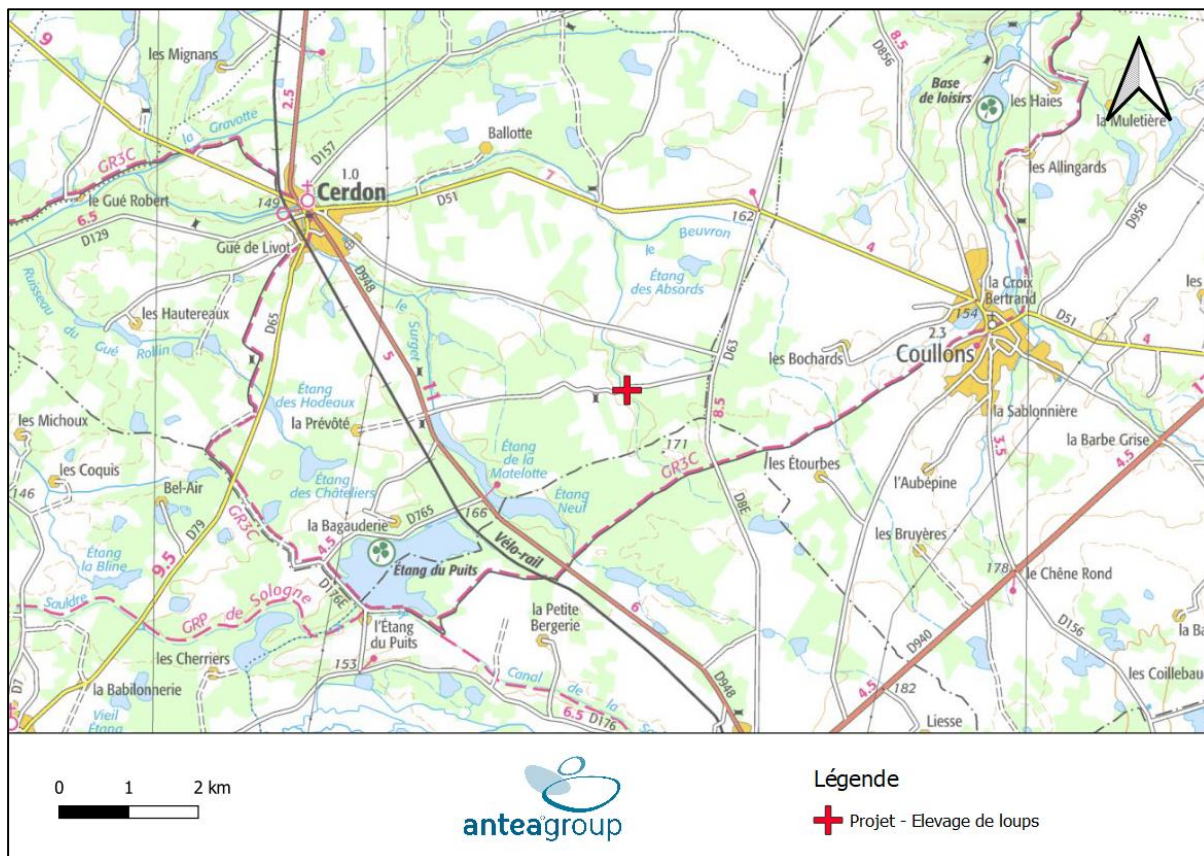 9
les Mignans
2.5
8.5
D856
Base
de loisirs
les Haies
la Muletière
la Gravotte
GR3C
D157
Ballotte
les Allingards
1.0
Cerdon
le Gué Robert
6.5
149
D51
7
162
D956
D129
Gué de Livot
le
Beuvron
4
Étang
des Absords
la Croix
Bertrand
154
D51
4
Ruisseau du Gué Rollin
les Hautereaux
D65
D948
le Surget
5
11
D63
les Bochards
2.3
Coullons
Étang
des Hodeaux
la Prévôté
8.5
la Sablonnière
les Michoux
171
3.5
la Barbe Grise
4.5
les Coquis
146
Bel-Air
Étang
des Châteliers
Étang
de la
Matelotte
GR3C
les Étourbes
l'Aubépine
Étang
Neuf
la Bagauderie
D765
166
D8E
D79
GR3C
4.5
Étang
la Bline
9.5
Étang du Puits
Vélo-rail
les Bruyères
178
le Chêne Rond
Sauldre
GRP de Sologne
D176E
6
la Petite
Bergerie
l'Étang
du Puits
D940
D156
les Cherriers
153
D7
la Babilonnerie
Canal de la
D948
4.5
182
les Coillebau
Vieil
Étang
6.5
D176
Liesse
0 1 2 km
anteagroup
Légende
Projet - Elevage de loups